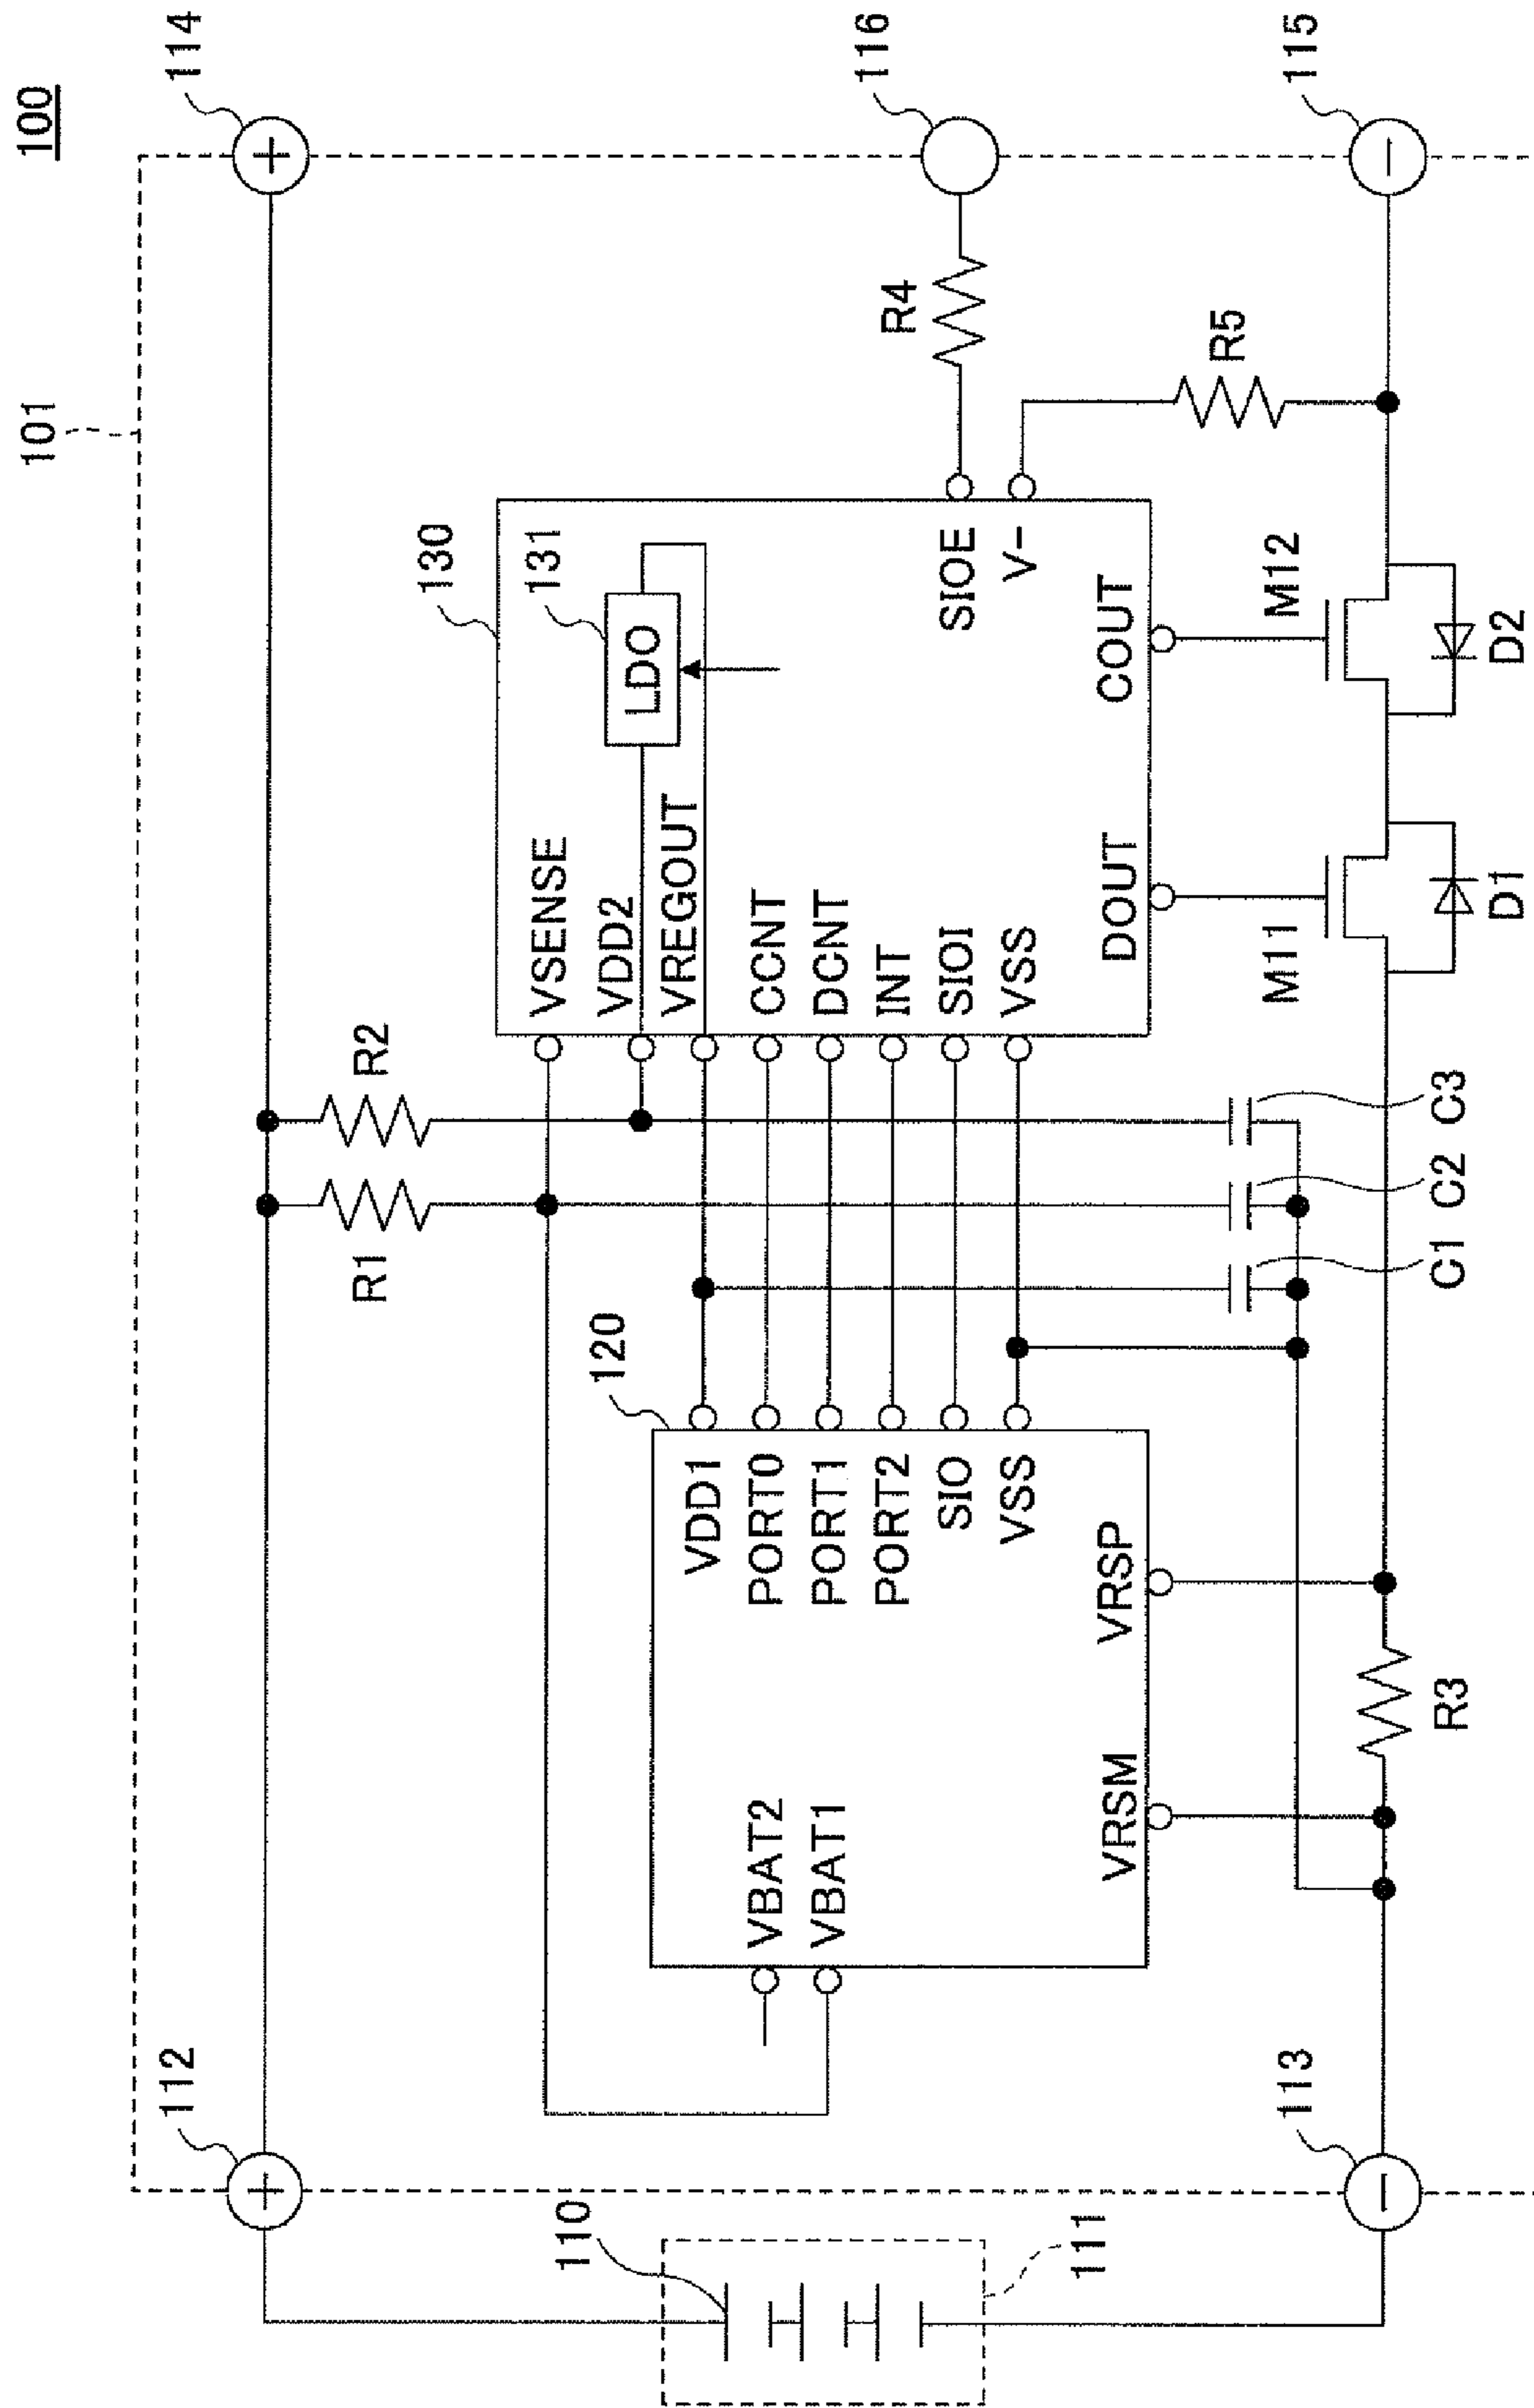 100
101
114
112
+
+
R1
R2
130
131
LDO
VSENSE
VDD2
VREGOUT
CCNT
DCNT
INT
SIOI
VSS
SIOE
V-
DOUT
COUT
R4
116
R5
120
VBAT2
VBAT1
VDD1
PORT0
PORT1
PORT2
SIO
VSS
VRSM
VRSP
110
111
C1
C2
C3
M11
M12
D1
D2
R3
113
−
115
−